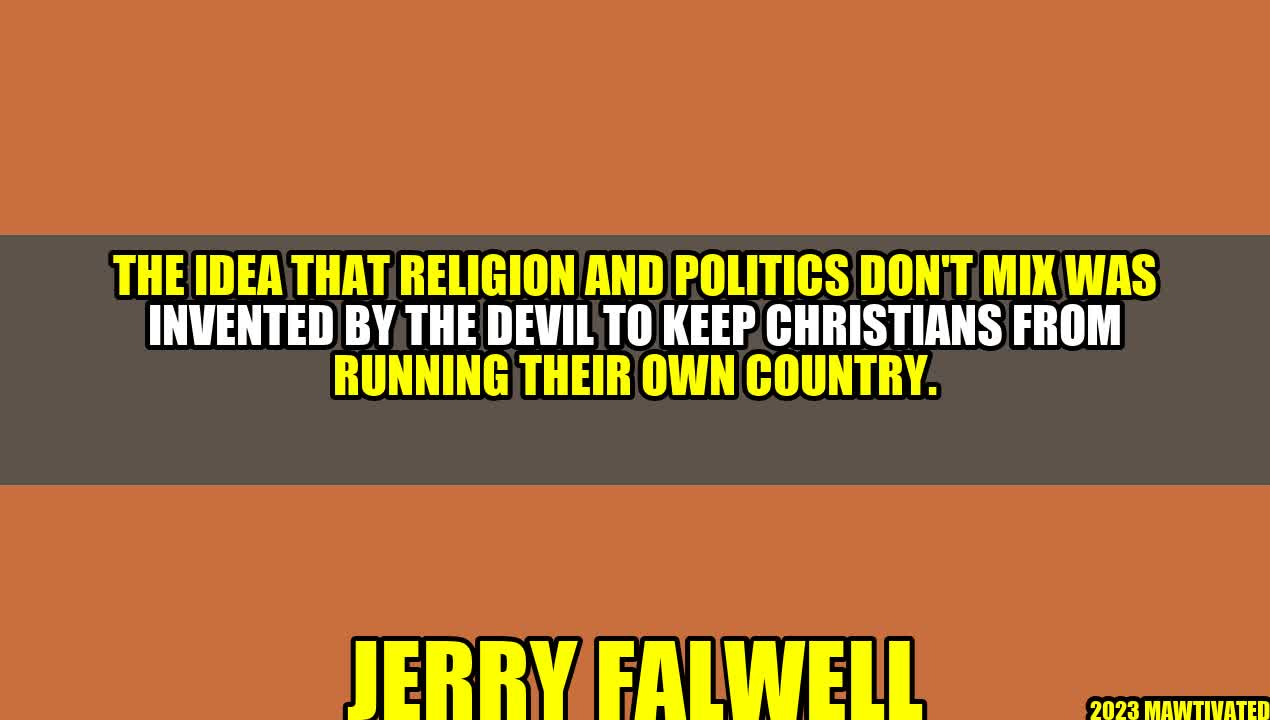 THE IDEA THAT RELIGION AND POLITICS DON'T MIX WAS
INVENTED BY THE DEVIL TO KEEP CHRISTIANS FROM
RUNNING THEIR OWN COUNTRY.
JERRY FALWELL
2023 MAWTIVATED